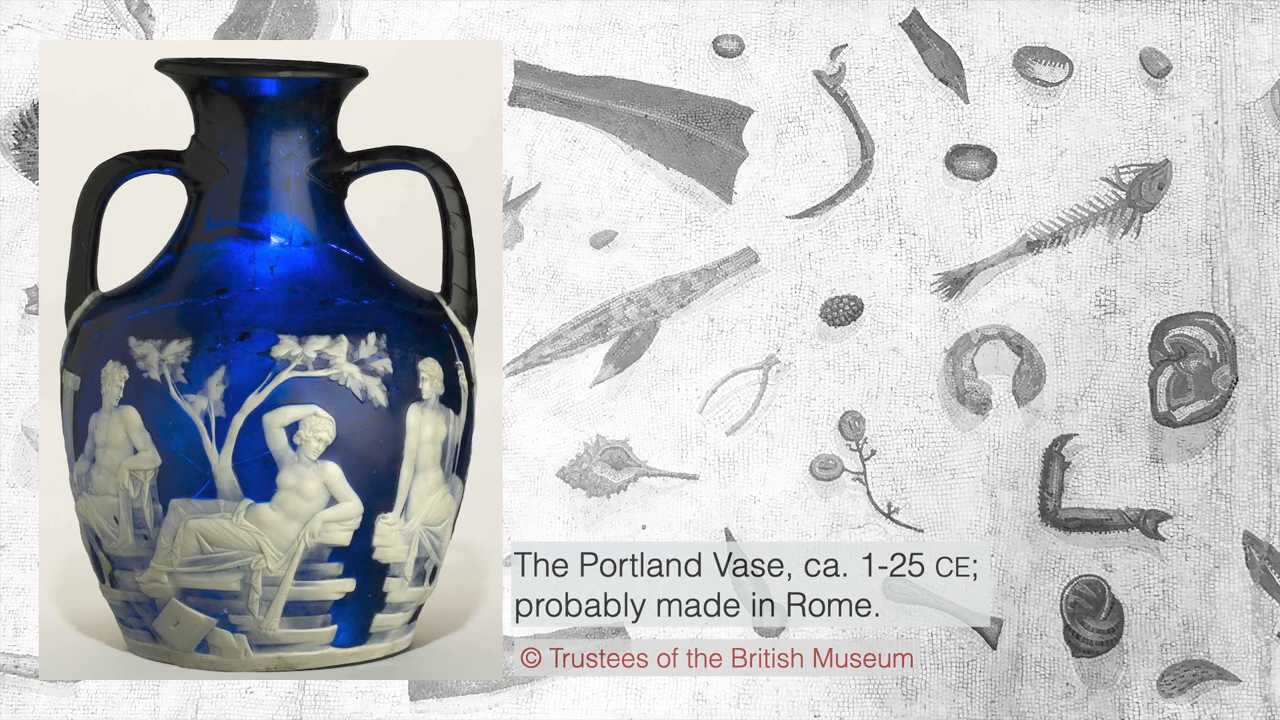 The Portland Vase, ca. 1-25 CE;
probably made in Rome.
© Trustees of the British Museum